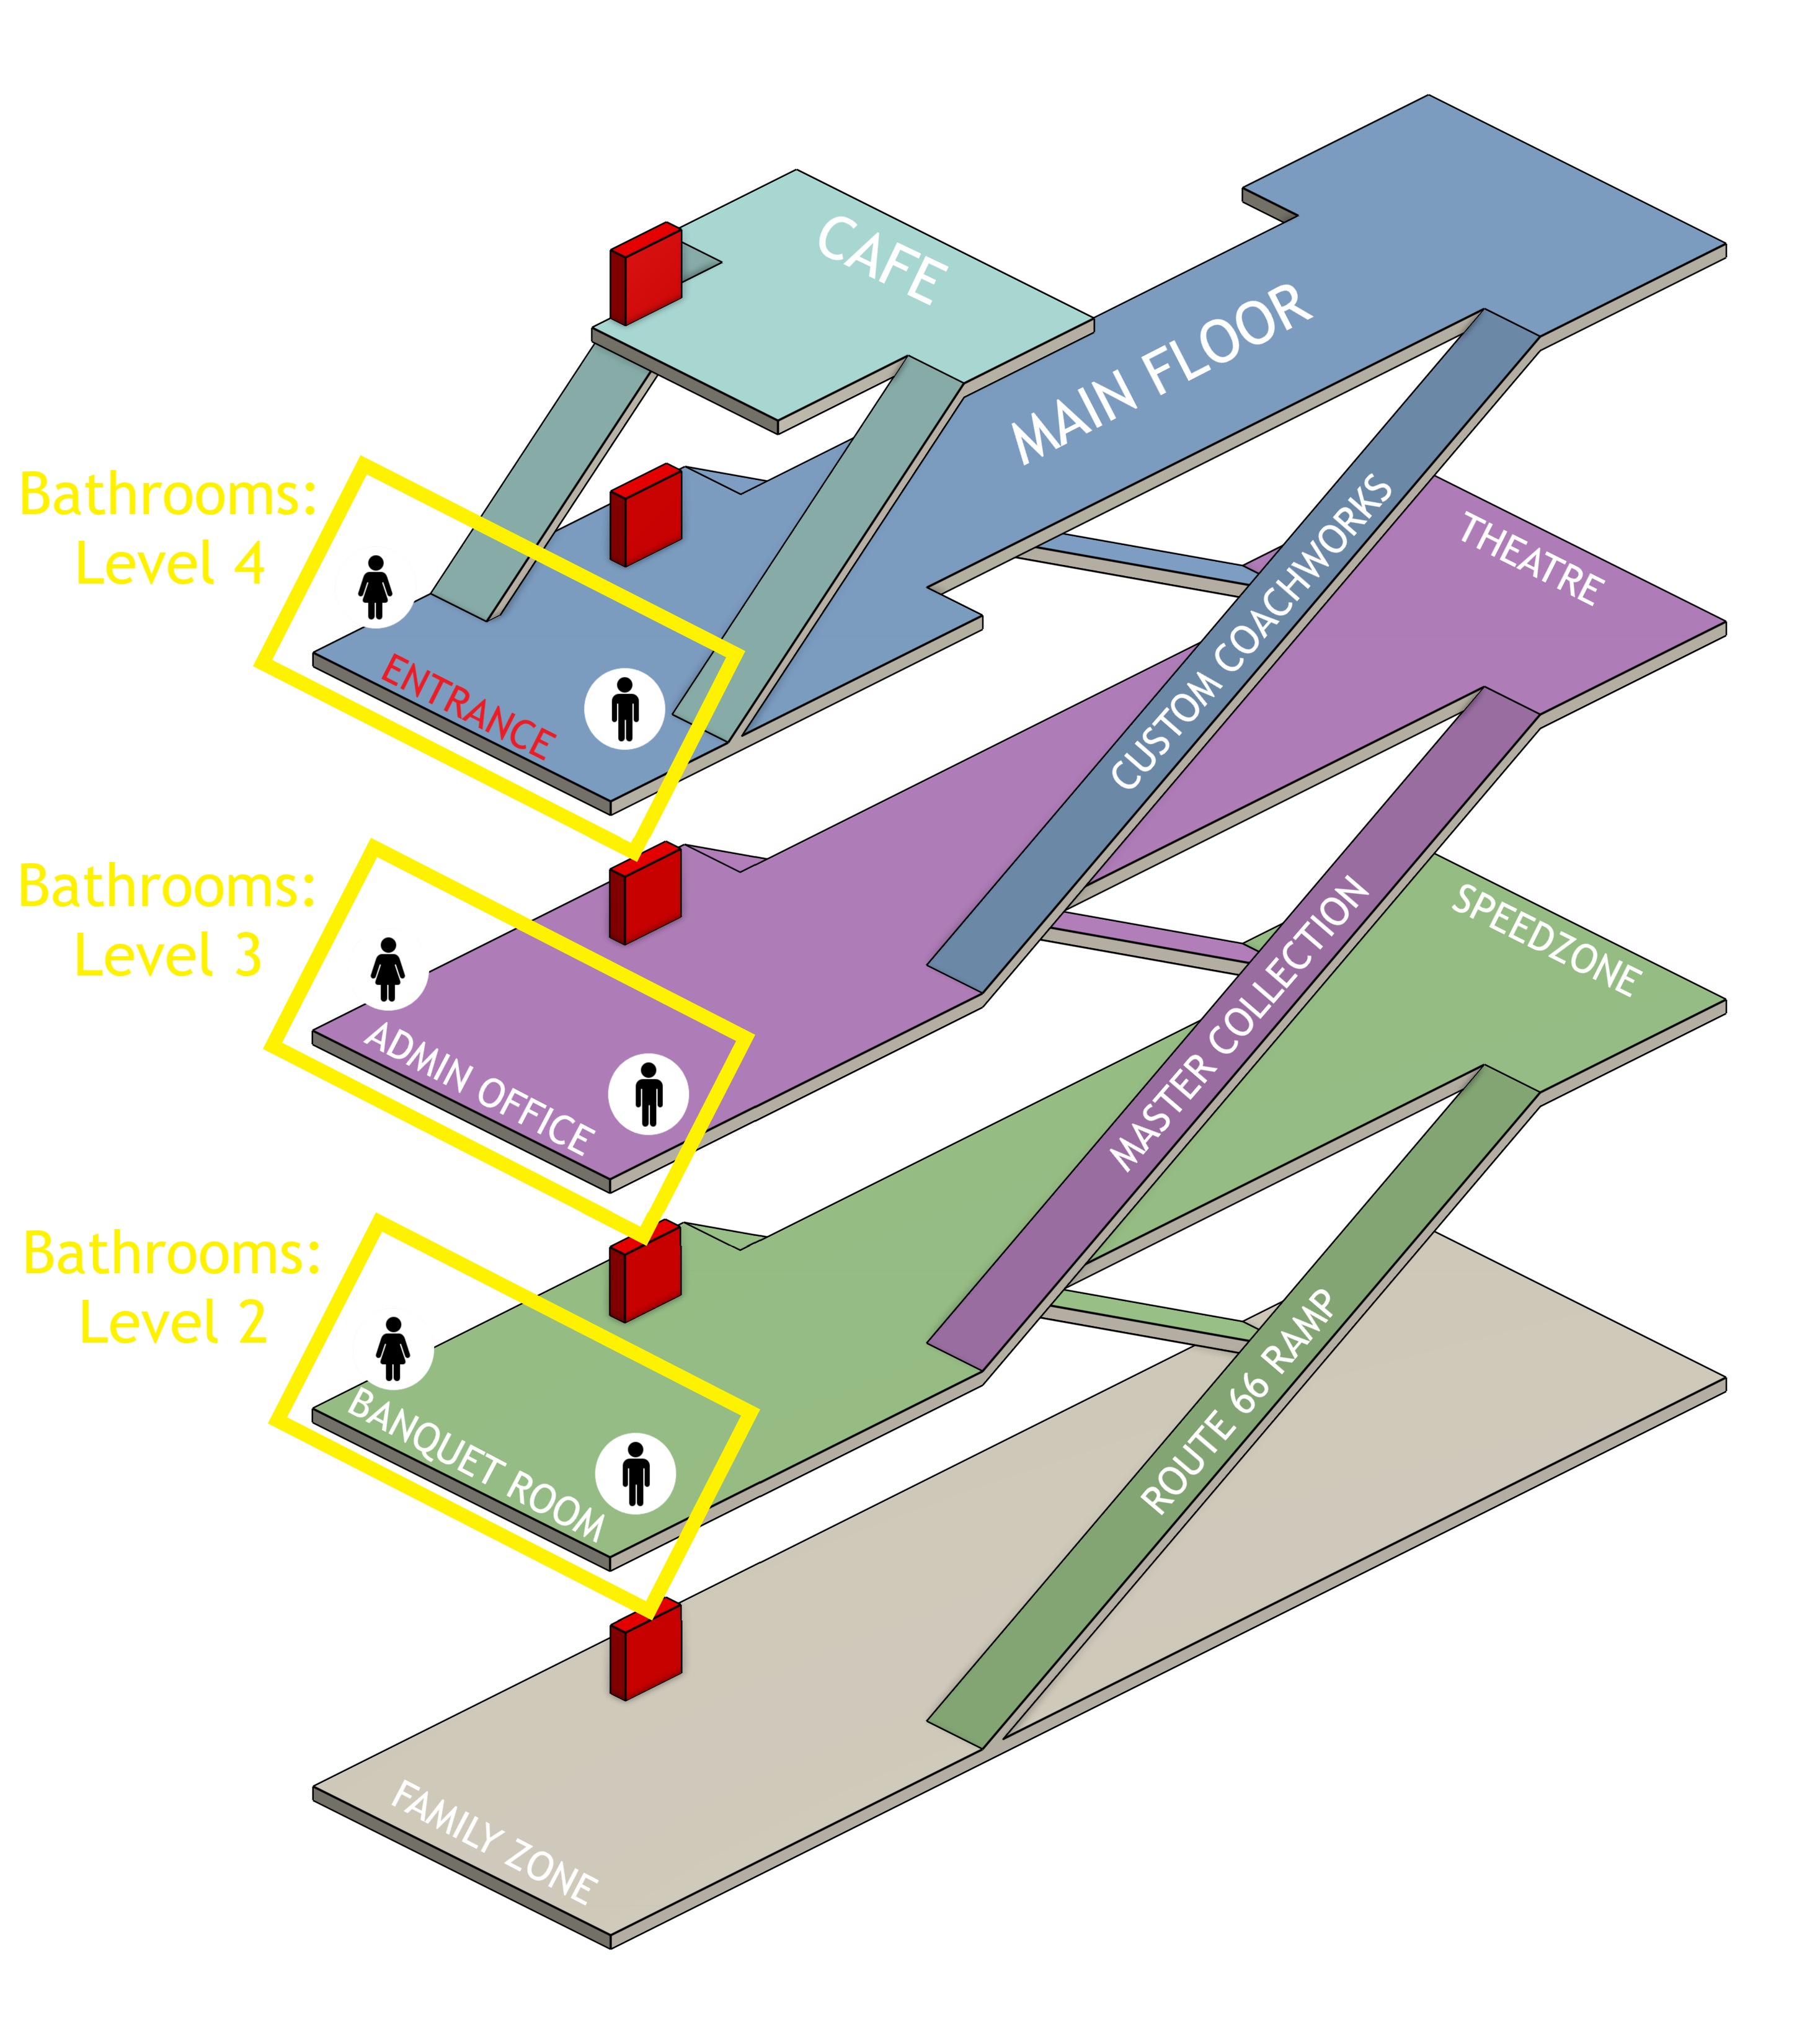 CAFE
MAIN FLOOR
Bathrooms:
Level 4
ENTRANCE
CUSTOM COACHWORKS
THEATRE
Bathrooms:
Level 3
ADMIN OFFICE
MASTER COLLECTION
SPEEDZONE
Bathrooms:
Level 2
BANQUET ROOM
ROUTE 66 RAMP
FAMILY ZONE